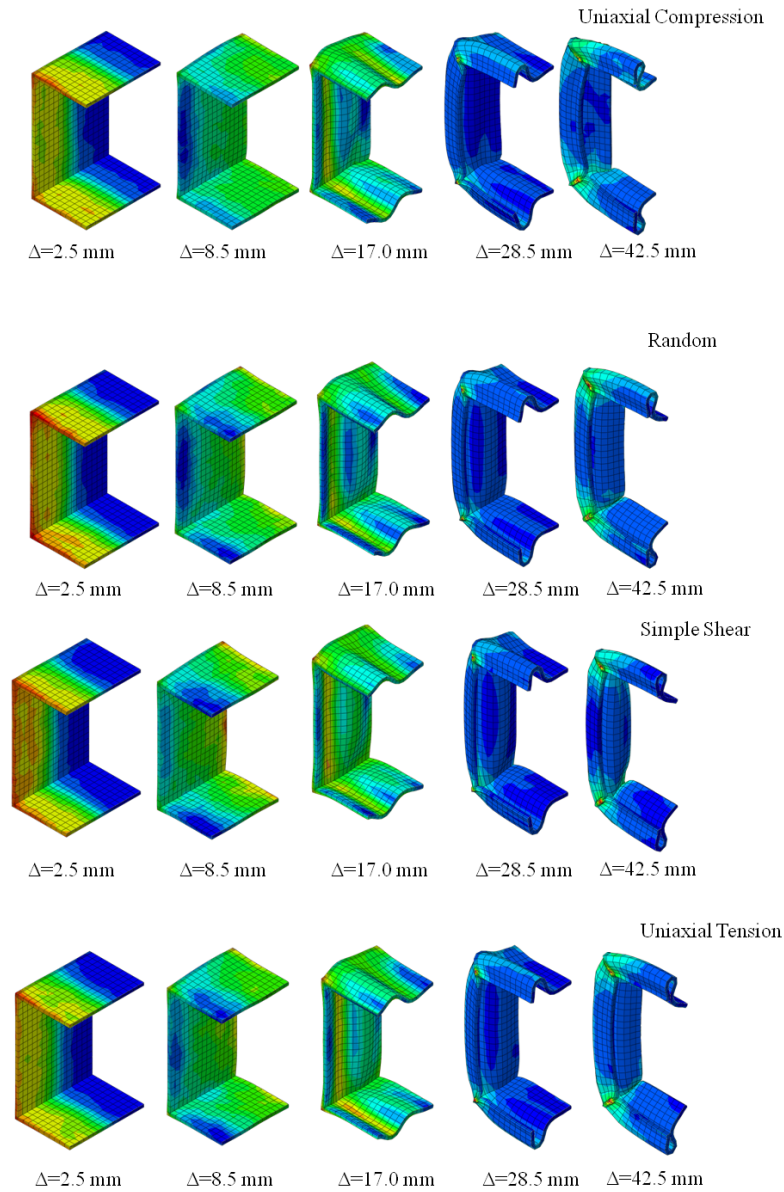 Uniaxial Compression
Δ=2.5 mm Δ=8.5 mm Δ=17.0 mm Δ=28.5 mm Δ=42.5 mm
Random
Δ=2.5 mm Δ=8.5 mm Δ=17.0 mm Δ=28.5 mm Δ=42.5 mm
Simple Shear
Δ=2.5 mm Δ=8.5 mm Δ=17.0 mm Δ=28.5 mm Δ=42.5 mm
Uniaxial Tension
Δ=2.5 mm Δ=8.5 mm Δ=17.0 mm Δ=28.5 mm Δ=42.5 mm